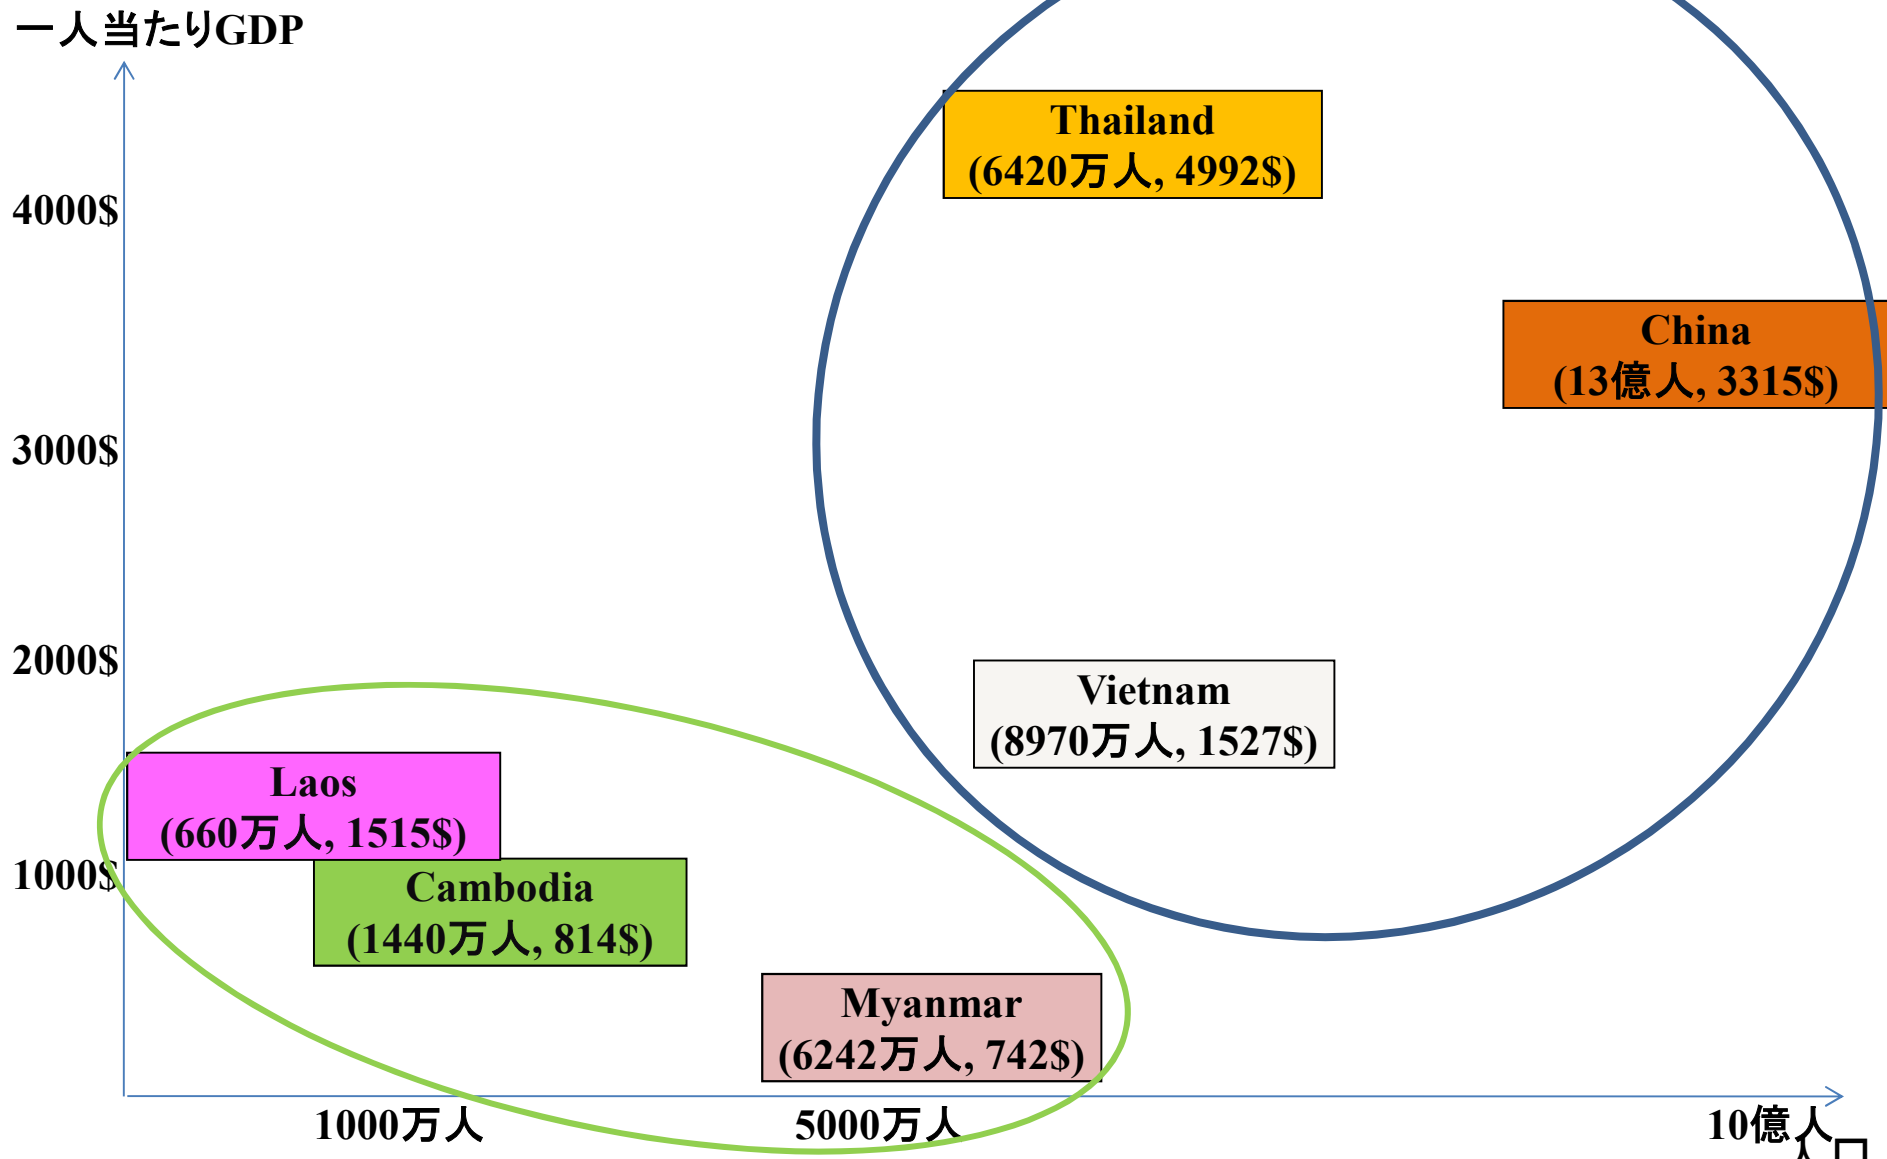 一人当たりGDP
Thailand
(6420万人, 4992$)
4000$
China
(13億人, 3315$)
3000$
2000$
Vietnam
(8970万人, 1527$)
Laos
(660万人, 1515$)
1000$
Cambodia
(1440万人, 814$)
Myanmar
(6242万人, 742$)
1000万人
5000万人
10億人
人口